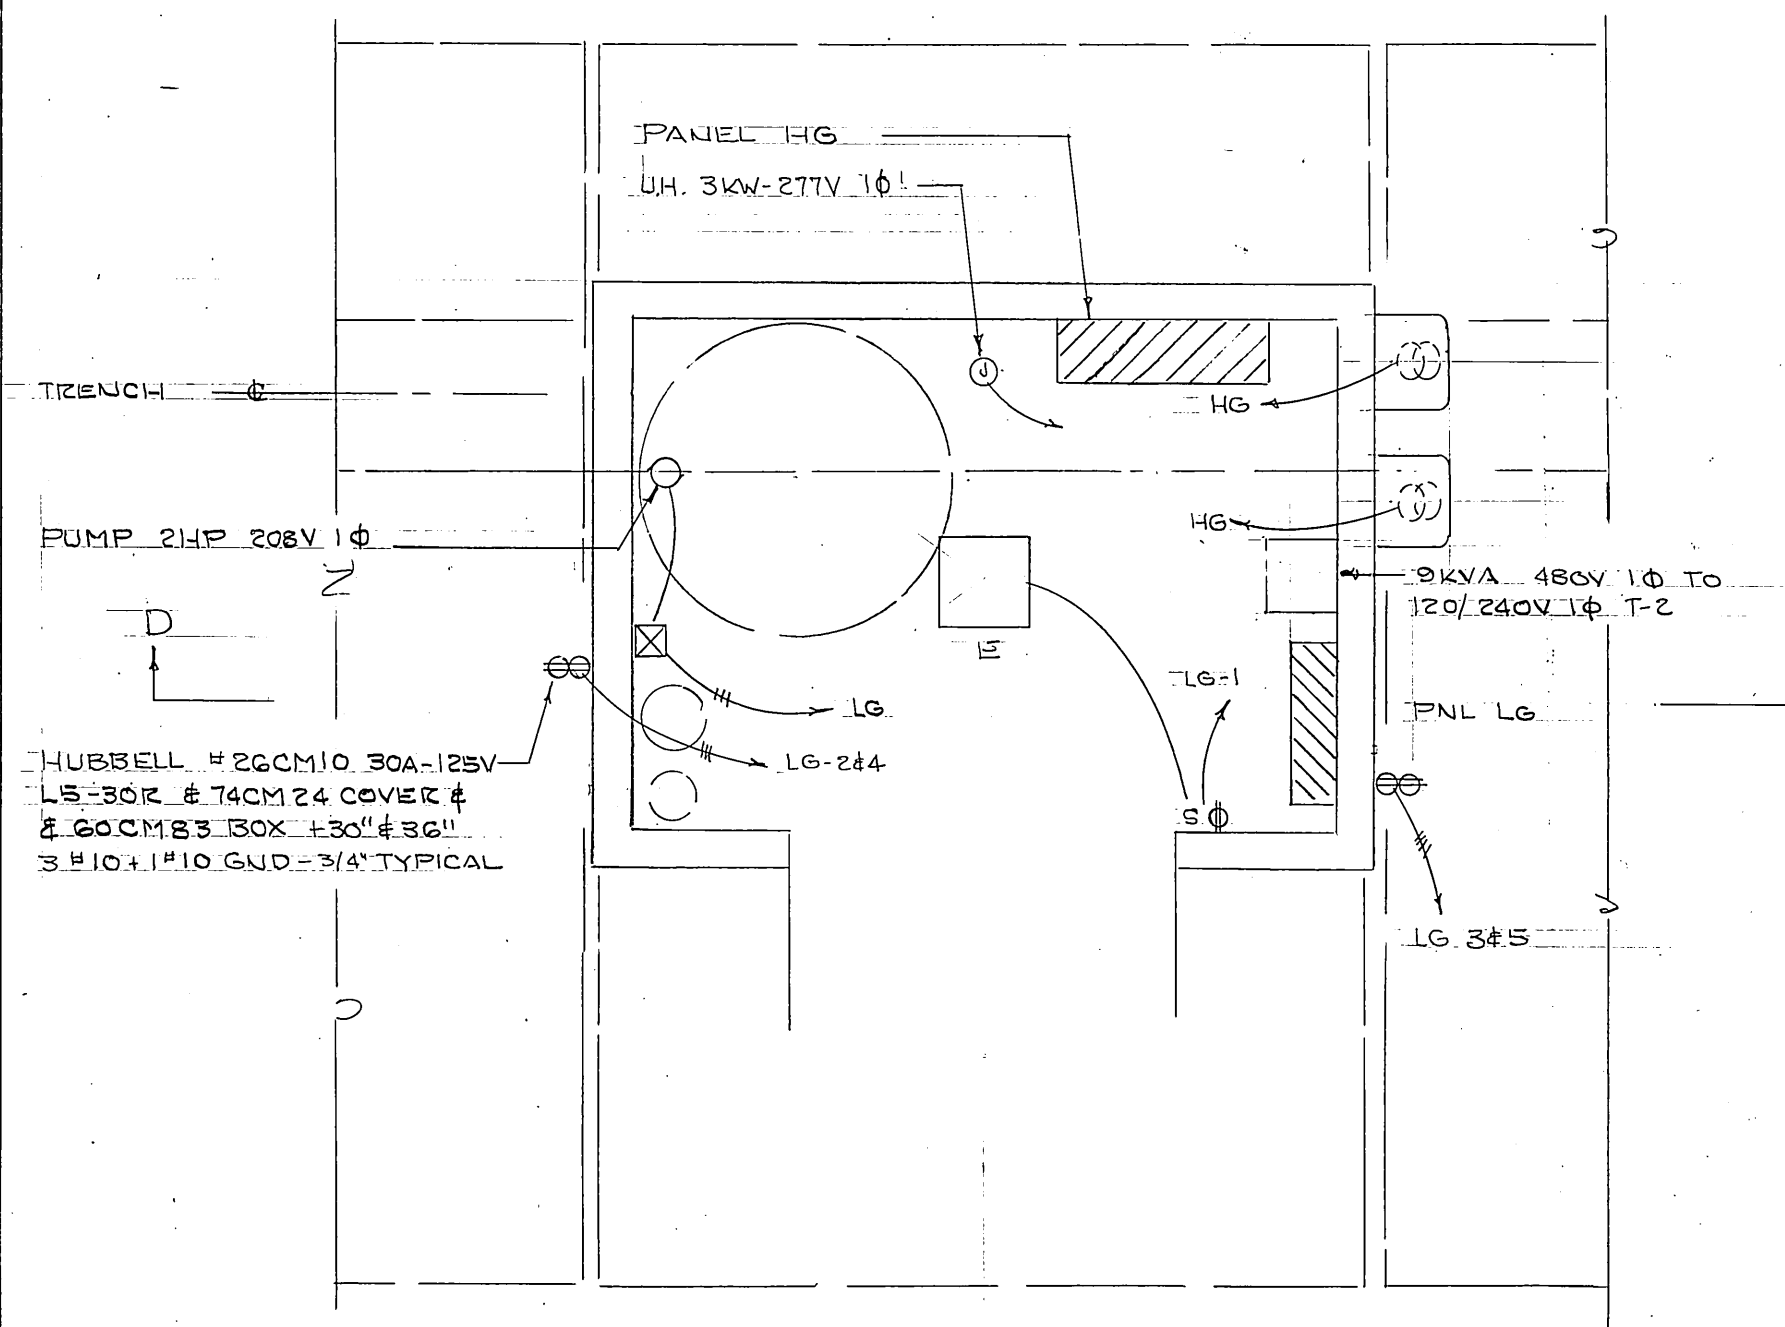 PANEL HG
U.H. 3KW-277V 1ϕ
J
TRENCH ℄
HG
HG
PUMP 2HP 208V 1ϕ
9KVA 480V 1ϕ TO
120/240V 1ϕ T-2
D
E
LG-1
LG
PNL LG
LG-2&4
HUBBELL #26CM10 30A-125V
L5-30R & 74CM24 COVER &
& 60CM83 BOX +30"&36"
3#10+1#10 GND-3/4" TYPICAL
S
LG 3&5